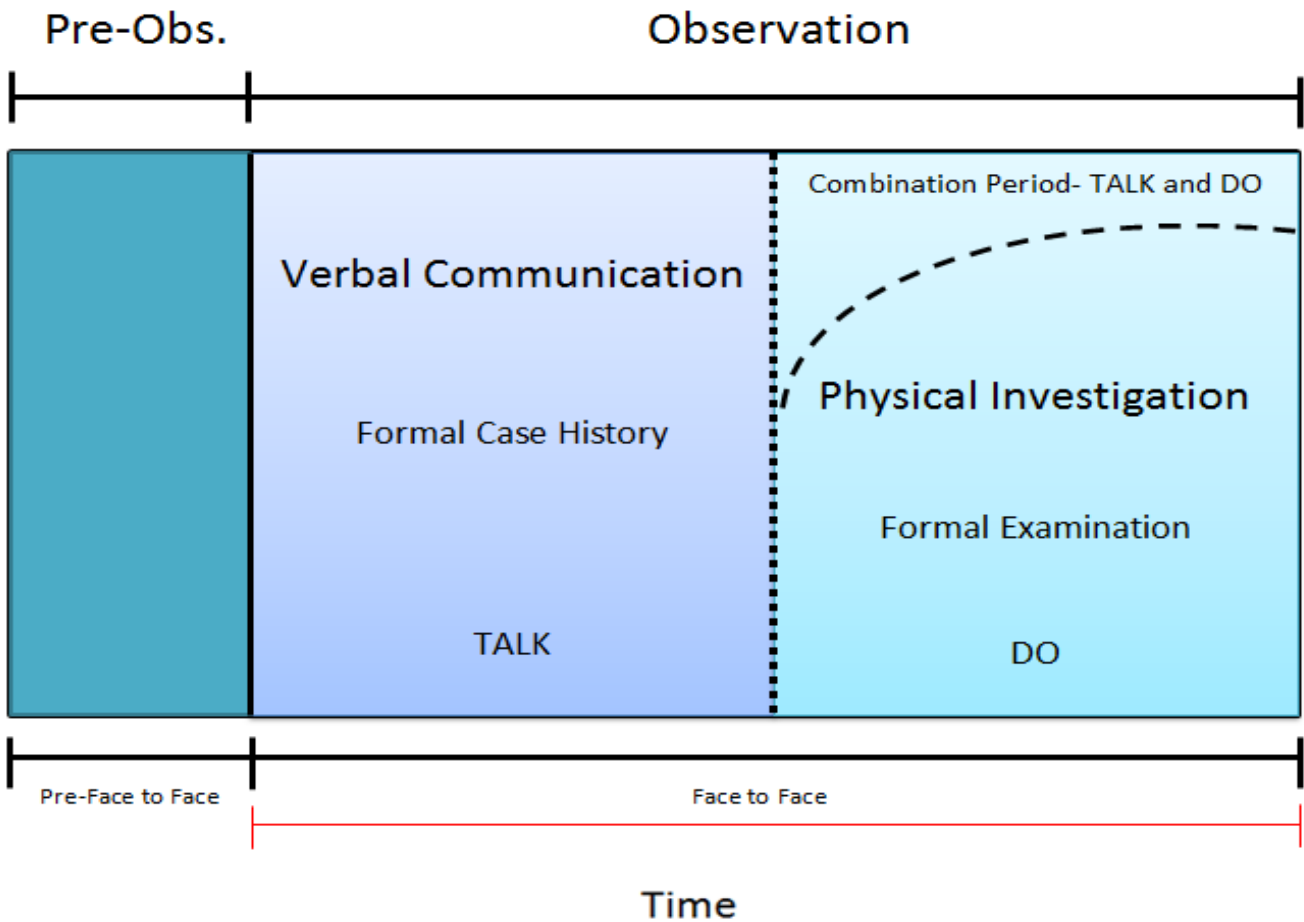 Pre-Obs.
Observation
Combination Period- TALK and DO
Verbal Communication
Physical Investigation
Formal Case History
Formal Examination
TALK
DO
Pre-Face to Face
Face to Face
Time